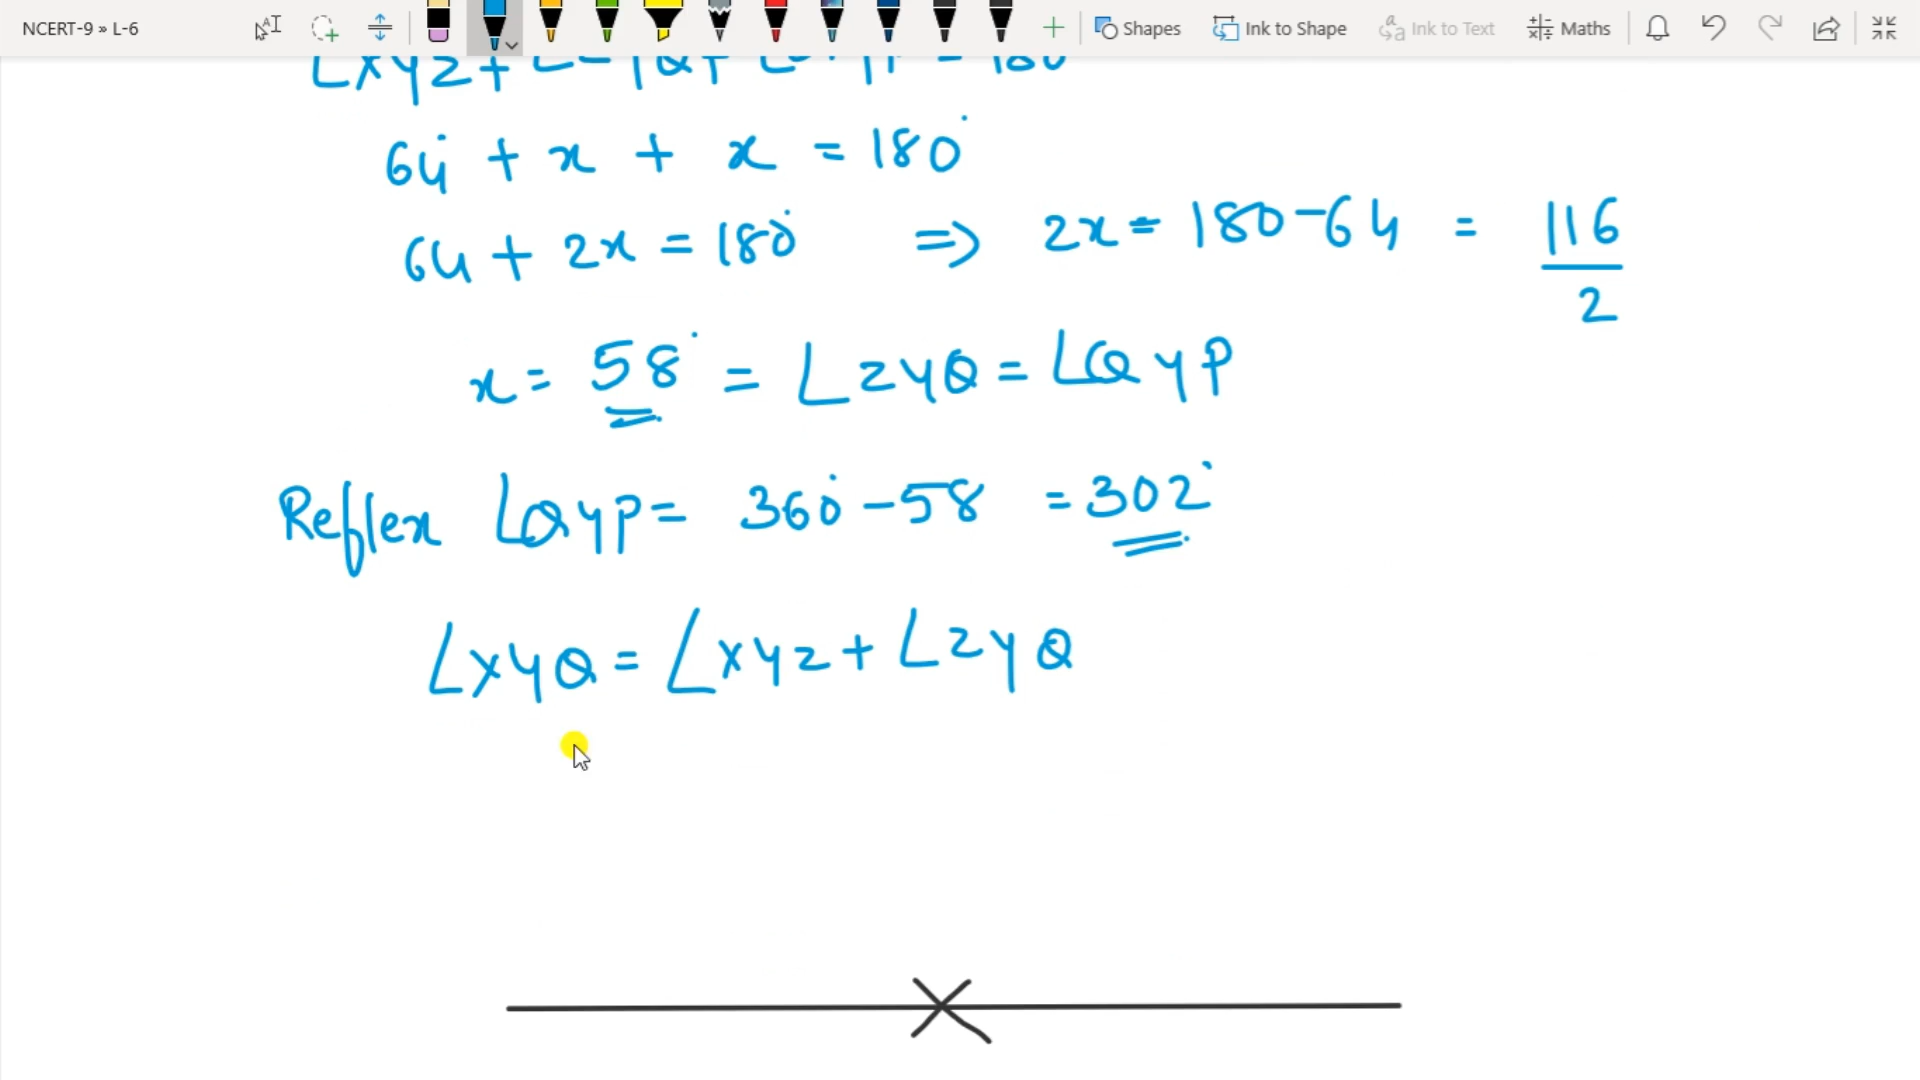 NCERT-9 » L-6 Shapes Ink to Shape Ink to Text Maths
64° + x + x = 180°
64 + 2x = 180° => 2x = 180-64 = 116/2
x = 58° = ∠ZYQ = ∠QYP
Reflex ∠QYP = 360° - 58 = 302°
∠XYQ = ∠XYZ + ∠ZYQ